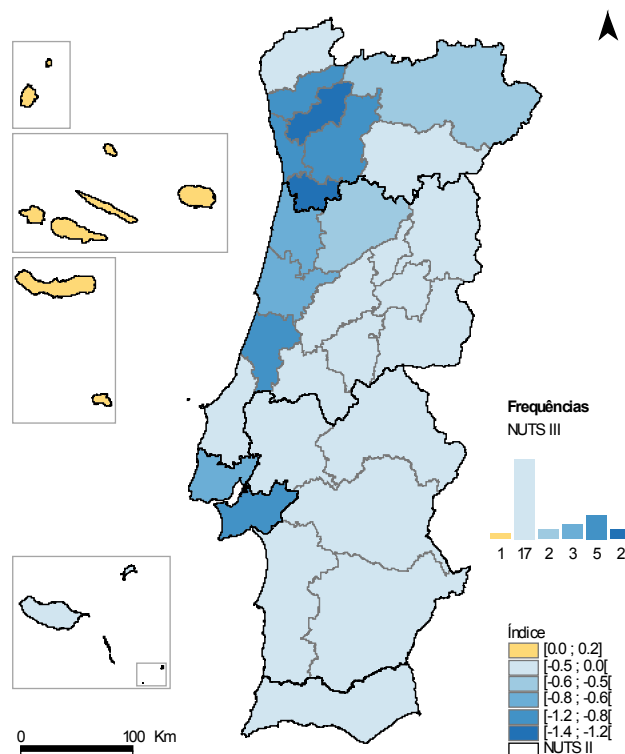 Frequências
NUTS III
1 17 2 3 5 2
Índice
[0.0 ; 0.2]
[-0.5 ; 0.0[
[-0.6 ; -0.5[
[-0.8 ; -0.6[
[-1.2 ; -0.8[
[-1.4 ; -1.2[
NUTS II
0 100 Km